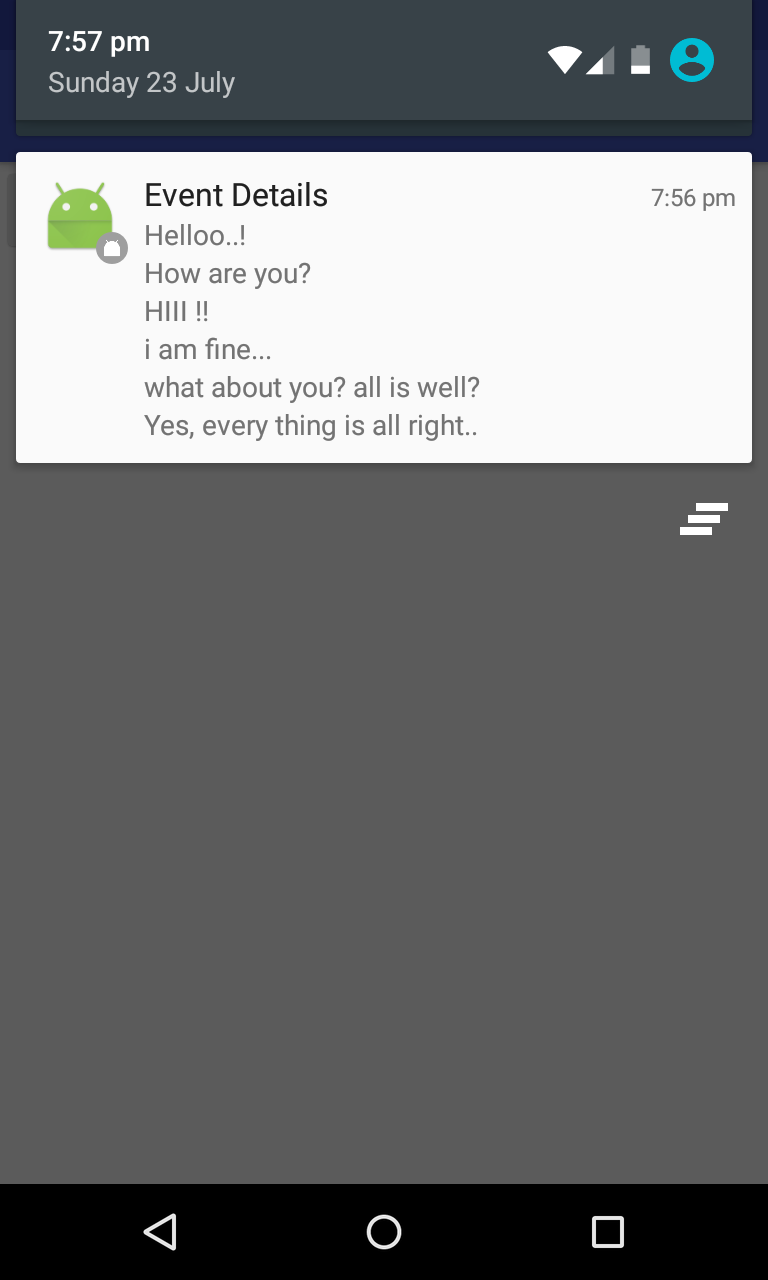 7:57 pm
Sunday 23 July
Event Details
7:56 pm
Helloo..!
How are you?
HIII !!
i am fine...
what about you? all is well?
Yes, every thing is all right..